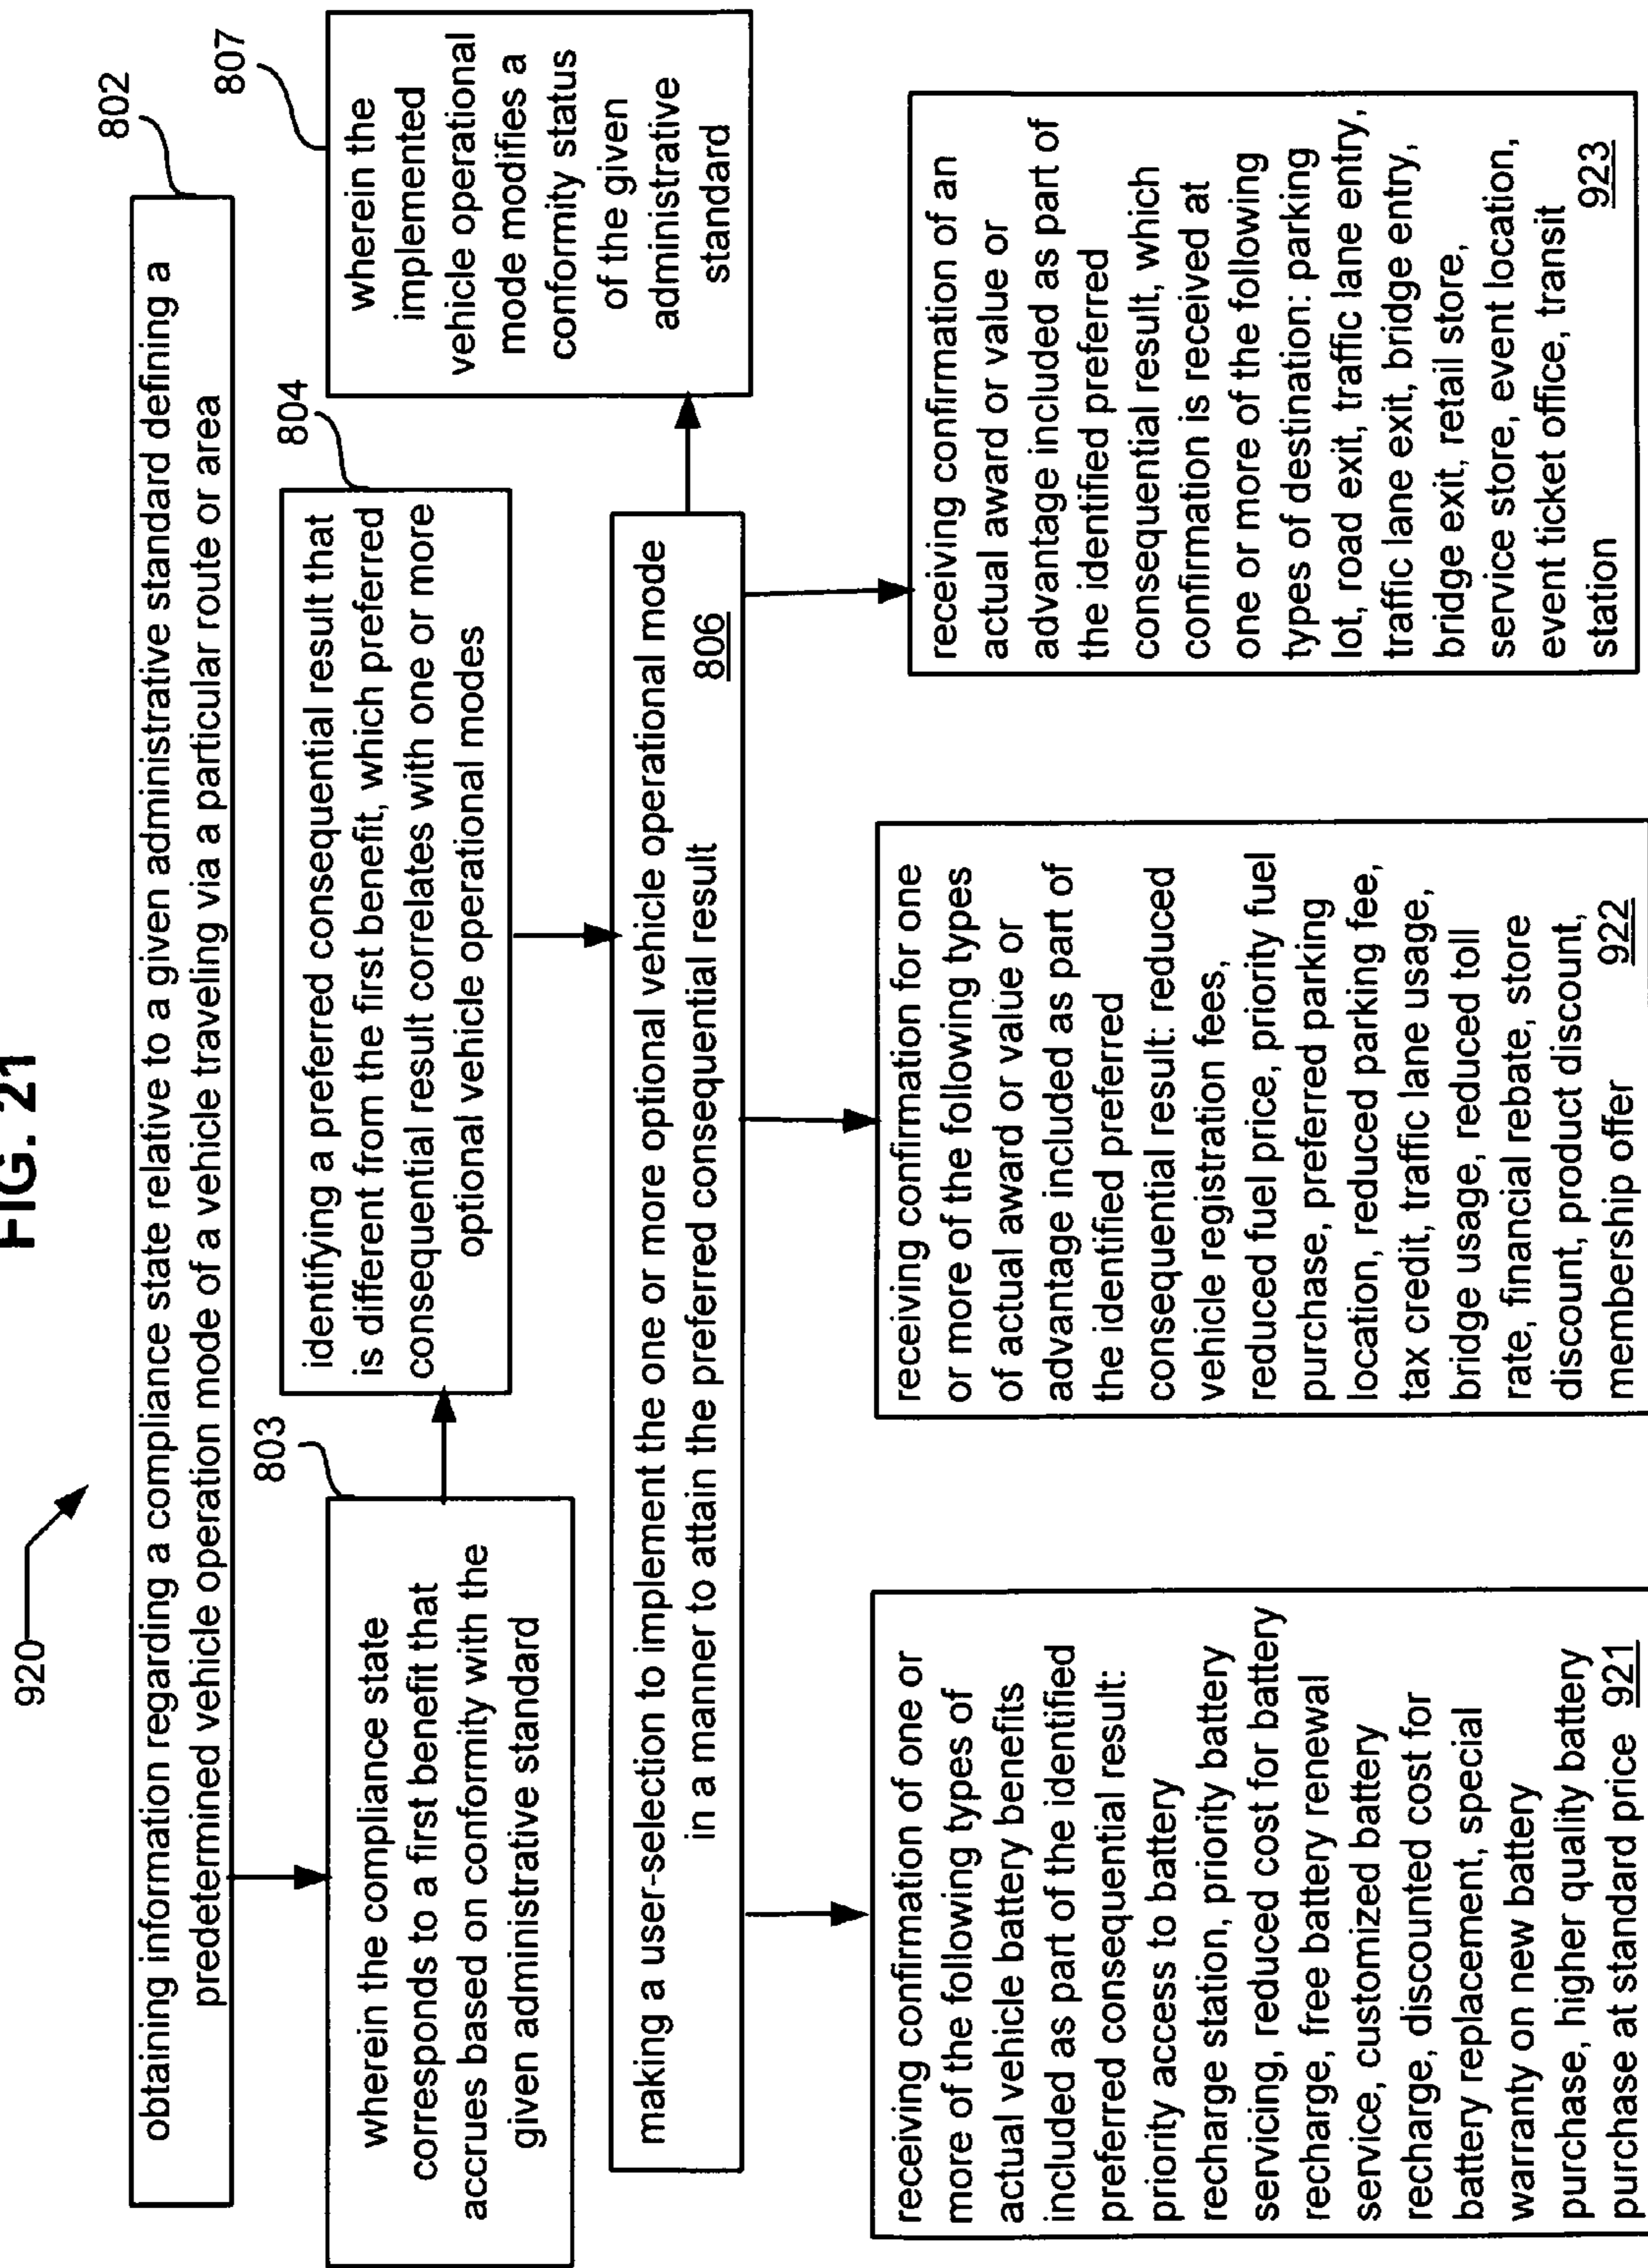 FIG. 21
920
802
obtaining information regarding a compliance state relative to a given administrative standard defining a
predetermined vehicle operation mode of a vehicle traveling via a particular route or area
803
wherein the compliance state
corresponds to a first benefit that
accrues based on conformity with the
given administrative standard
804
identifying a preferred consequential result that
is different from the first benefit, which preferred
consequential result correlates with one or more
optional vehicle operational modes
807
wherein the
implemented
vehicle operational
mode modifies a
conformity status
of the given
administrative
standard
making a user-selection to implement the one or more optional vehicle operational mode
in a manner to attain the preferred consequential result 806
receiving confirmation of one or
more of the following types of
actual vehicle battery benefits
included as part of the identified
preferred consequential result:
priority access to battery
recharge station, priority battery
servicing, reduced cost for battery
recharge, free battery renewal
service, customized battery
recharge, discounted cost for
battery replacement, special
warranty on new battery
purchase, higher quality battery
purchase at standard price 921
receiving confirmation for one
or more of the following types
of actual award or value or
advantage included as part of
the identified preferred
consequential result: reduced
vehicle registration fees,
reduced fuel price, priority fuel
purchase, preferred parking
location, reduced parking fee,
tax credit, traffic lane usage,
bridge usage, reduced toll
rate, financial rebate, store
discount, product discount,
membership offer 922
receiving confirmation of an
actual award or value or
advantage included as part of
the identified preferred
consequential result, which
confirmation is received at
one or more of the following
types of destination: parking
lot, road exit, traffic lane entry,
traffic lane exit, bridge entry,
bridge exit, retail store,
service store, event location,
event ticket office, transit
station 923